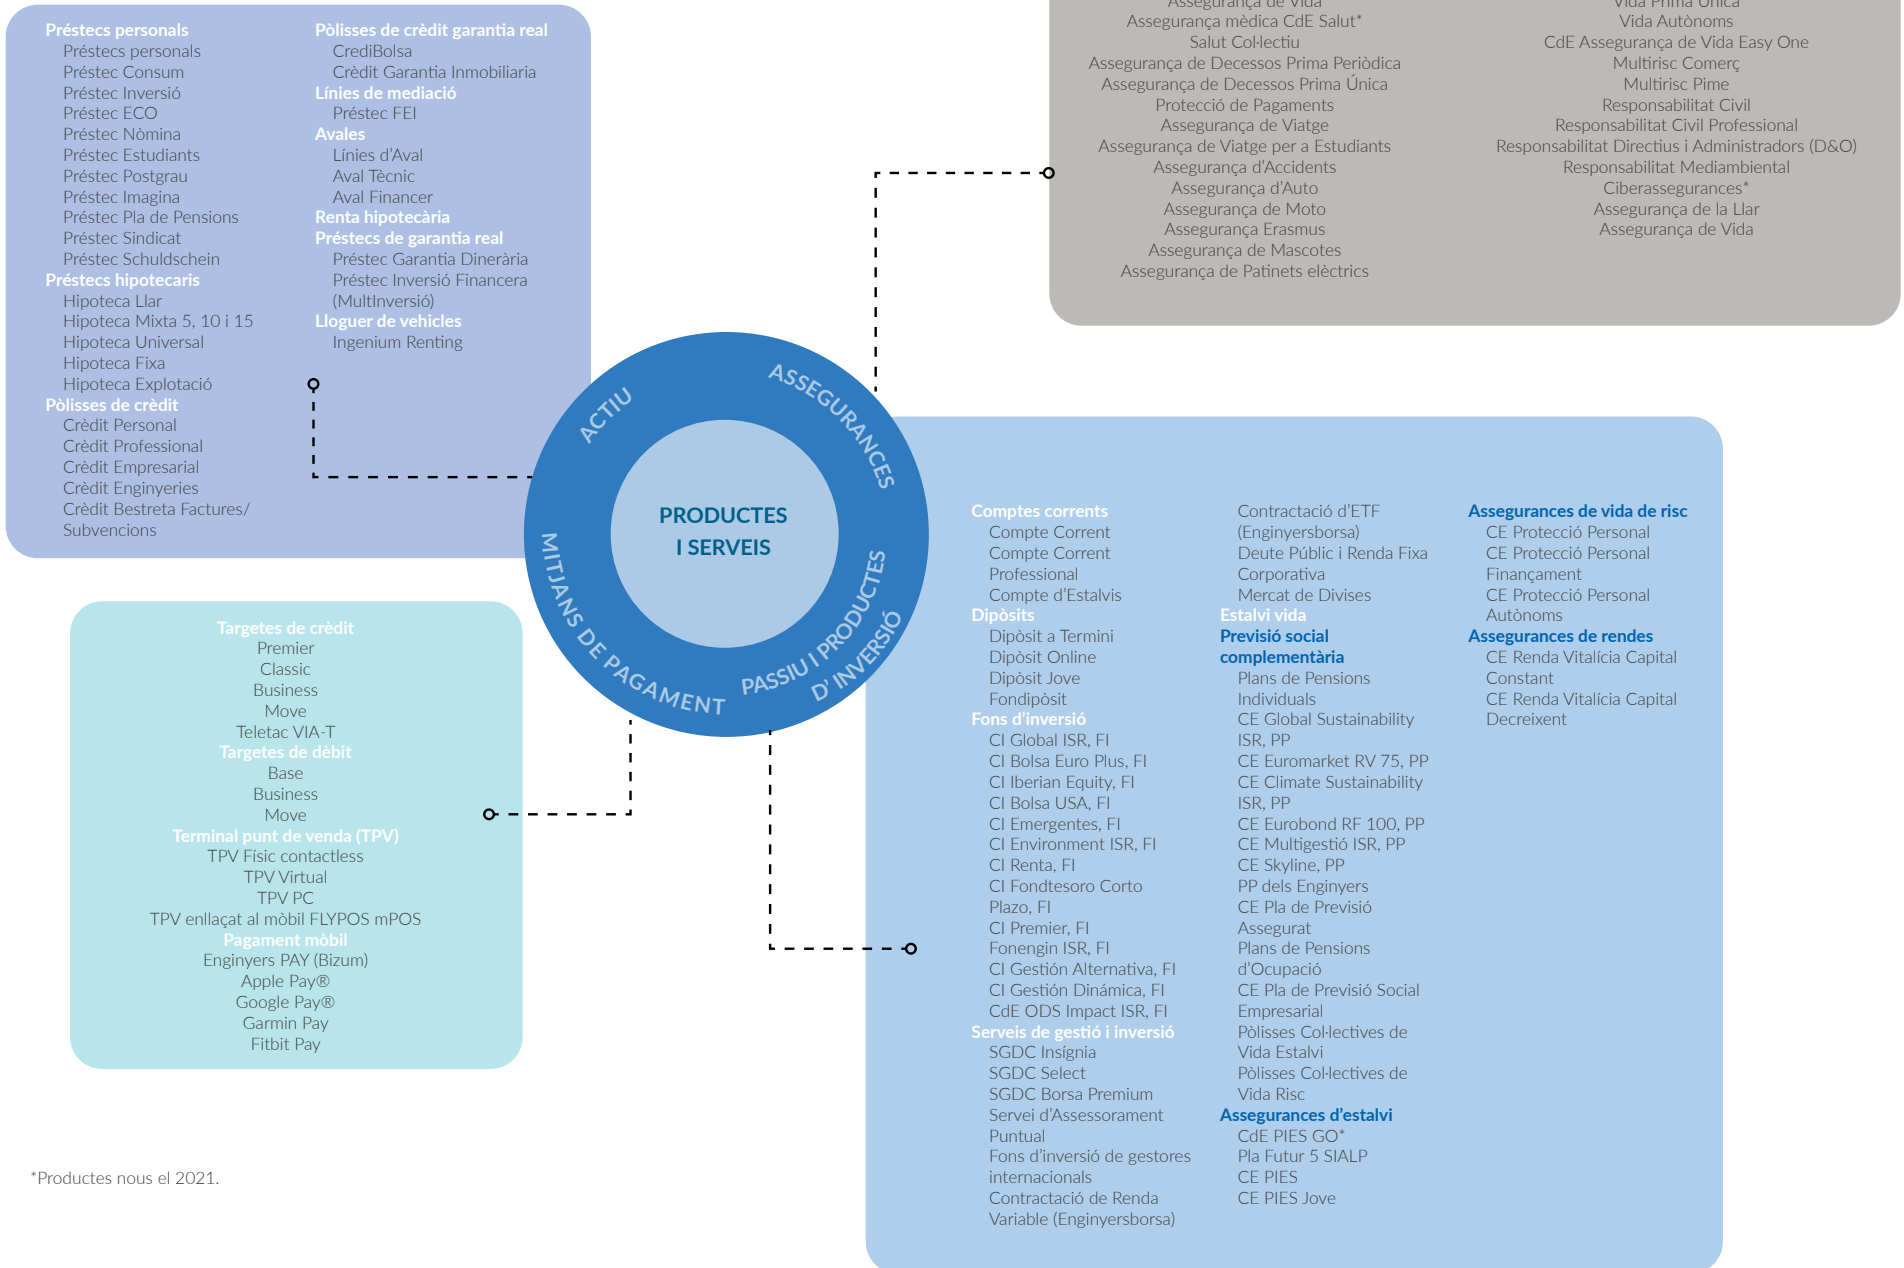 Préstecs personals
Préstecs personals
Préstec Consum
Préstec Inversió
Préstec ECO
Préstec Nòmina
Préstec Estudiants
Préstec Postgrau
Préstec Imagina
Préstec Pla de Pensions
Préstec Sindicat
Préstec Schuldschein
Préstecs hipotecaris
Hipoteca Llar
Hipoteca Mixta 5, 10 i 15
Hipoteca Universal
Hipoteca Fixa
Hipoteca Explotació
Pòlisses de crèdit
Crèdit Personal
Crèdit Professional
Crèdit Empresarial
Crèdit Enginyeries
Crèdit Bestreta Factures/
Subvencions
Pòlisses de crèdit garantia real
CrediBolsa
Crèdit Garantia Inmobiliaria
Línies de mediació
Préstec FEI
Avales
Línies d'Aval
Aval Tècnic
Aval Financer
Renta hipotecària
Préstecs de garantia real
Préstec Garantia Dinerària
Préstec Inversió Financera
(MultInversió)
Lloguer de vehicles
Ingenium Renting
Assegurança de Vida
Assegurança mèdica CdE Salut*
Salut Col·lectiu
Assegurança de Decessos Prima Periòdica
Assegurança de Decessos Prima Única
Protecció de Pagaments
Assegurança de Viatge
Assegurança de Viatge per a Estudiants
Assegurança d'Accidents
Assegurança d'Auto
Assegurança de Moto
Assegurança Erasmus
Assegurança de Mascotes
Assegurança de Patinets elèctrics
Vida Prima Única
Vida Autònoms
CdE Assegurança de Vida Easy One
Multirisc Comerç
Multirisc Pime
Responsabilitat Civil
Responsabilitat Civil Professional
Responsabilitat Directius i Administradors (D&O)
Responsabilitat Mediambiental
Ciberassegurances*
Assegurança de la Llar
Assegurança de Vida
ACTIU
ASSEGURANCES
MITJANS DE PAGAMENT
PASSIU I PRODUCTES
D' INVERSIÓ
PRODUCTES
I SERVEIS
Targetes de crèdit
Premier
Classic
Business
Move
Teletac VIA-T
Targetes de dèbit
Base
Business
Move
Terminal punt de venda (TPV)
TPV Físic contactless
TPV Virtual
TPV PC
TPV enllaçat al mòbil FLYPOS mPOS
Pagament mòbil
Enginyers PAY (Bizum)
Apple Pay®
Google Pay®
Garmin Pay
Fitbit Pay
Comptes corrents
Compte Corrent
Compte Corrent
Professional
Compte d'Estalvis
Dipòsits
Dipòsit a Termini
Dipòsit Online
Dipòsit Jove
Fondipòsit
Fons d'inversió
CI Global ISR, FI
CI Bolsa Euro Plus, FI
CI Iberian Equity, FI
CI Bolsa USA, FI
CI Emergentes, FI
CI Environment ISR, FI
CI Renta, FI
CI Fondtesoro Corto
Plazo, FI
CI Premier, FI
Fonengin ISR, FI
CI Gestión Alternativa, FI
CI Gestión Dinámica, FI
CdE ODS Impact ISR, FI
Serveis de gestió i inversió
SGDC Insígnia
SGDC Select
SGDC Borsa Premium
Servei d'Assessorament
Puntual
Fons d'inversió de gestores
internacionals
Contractació de Renda
Variable (Enginyersborsa)
Contractació d'ETF
(Enginyersborsa)
Deute Públic i Renda Fixa
Corporativa
Mercat de Divises
Estalvi vida
Previsió social
complementària
Plans de Pensions
Individuals
CE Global Sustainability
ISR, PP
CE Euromarket RV 75, PP
CE Climate Sustainability
ISR, PP
CE Eurobond RF 100, PP
CE Multigestió ISR, PP
CE Skyline, PP
PP dels Enginyers
CE Pla de Previsió
Assegurat
Plans de Pensions
d'Ocupació
CE Pla de Previsió Social
Empresarial
Pòlisses Col·lectives de
Vida Estalvi
Pòlisses Col·lectives de
Vida Risc
Assegurances d'estalvi
CdE PIES GO*
Pla Futur 5 SIALP
CE PIES
CE PIES Jove
Assegurances de vida de risc
CE Protecció Personal
CE Protecció Personal
Finançament
CE Protecció Personal
Autònoms
Assegurances de rendes
CE Renda Vitalícia Capital
Constant
CE Renda Vitalícia Capital
Decreixent
*Productes nous el 2021.